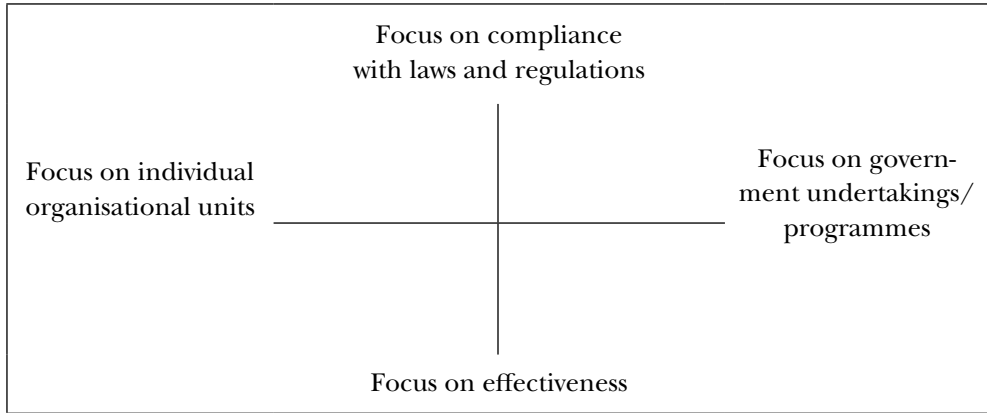 Focus on compliance
with laws and regulations
Focus on individual
organisational units
Focus on govern-
ment undertakings/
programmes
Focus on effectiveness